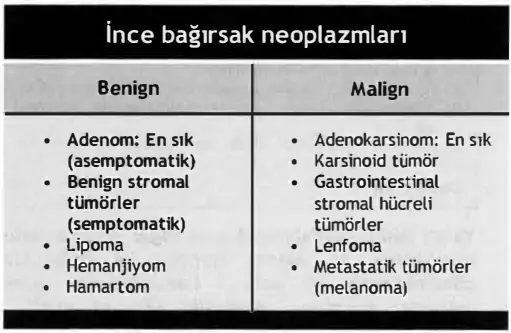 İnce bağırsak neoplazmları
Benign
Malign
• Adenom: En sık
(asemptomatik)
• Benign stromal
tümörler
(semptomatik)
• Lipoma
• Hemanjiyom
• Hamartom
• Adenokarsinom: En sık
• Karsinoid tümör
• Gastrointestinal
stromal hücreli
tümörler
• Lenfoma
• Metastatik tümörler
(melanoma)